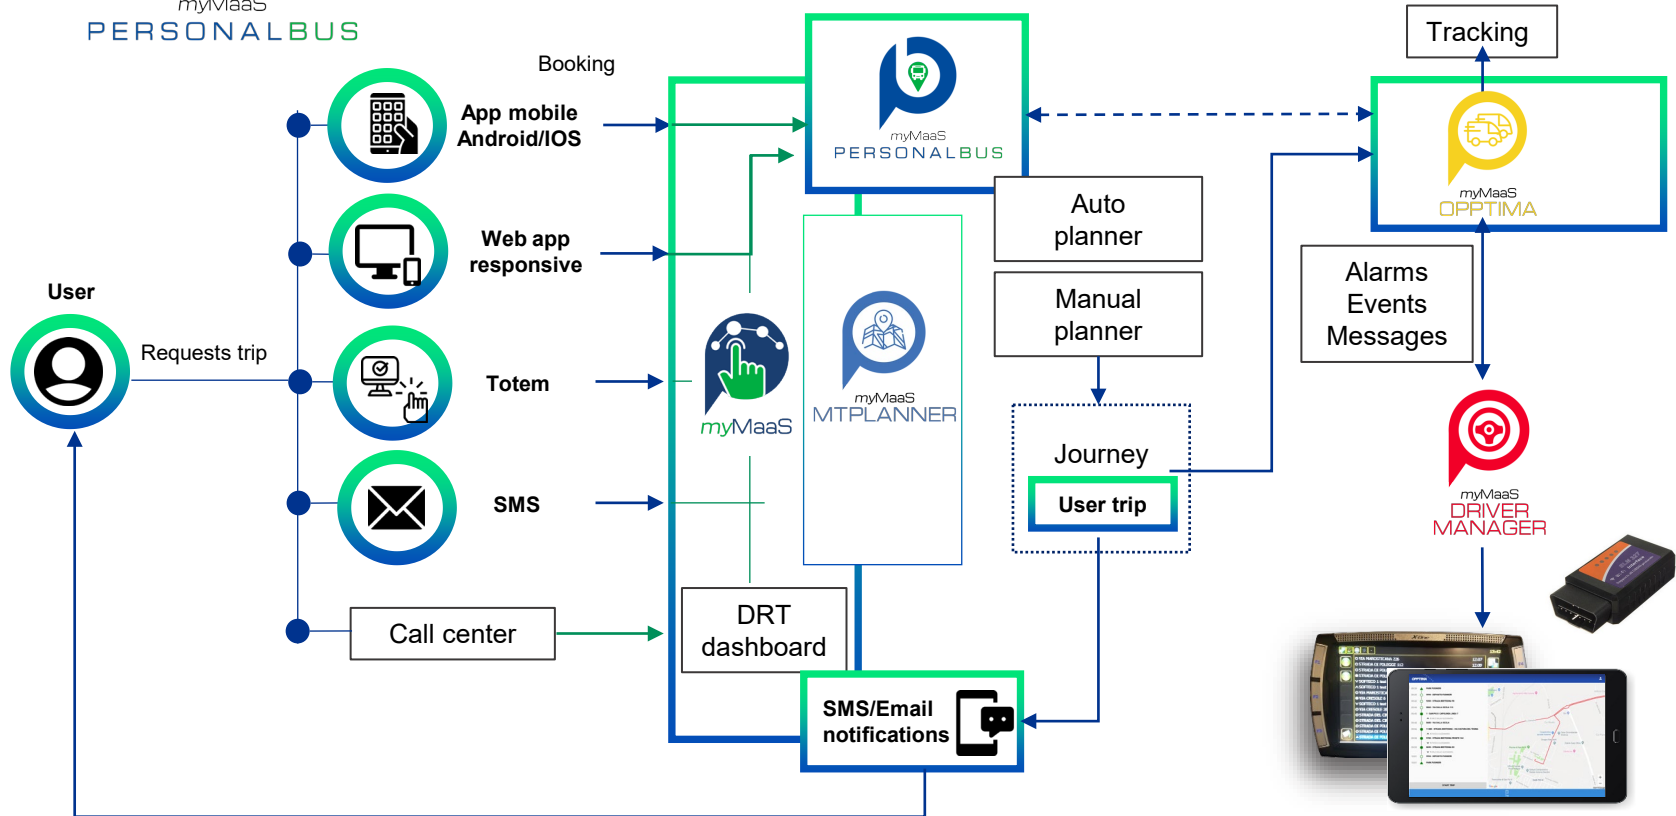 myMaaS
PERSONALBUS
Booking
App mobile
Android/IOS
Web app
responsive
User
Requests trip
Totem
SMS
Call center
myMaaS
PERSONALBUS
myMaaS
myMaaS
MTPLANNER
DRT
dashboard
SMS/Email
notifications
Auto
planner
Manual
planner
Journey
User trip
Tracking
myMaaS
OPPTIMA
Alarms
Events
Messages
myMaaS
DRIVER
MANAGER